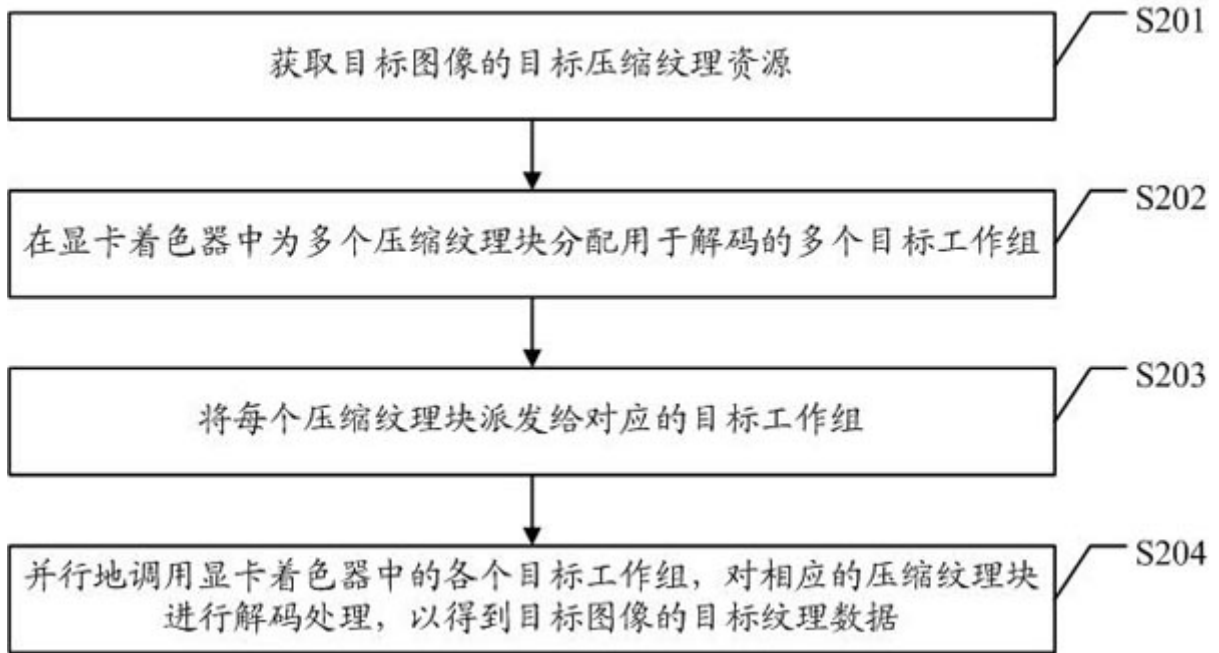 S201
获取目标图像的目标压缩纹理资源
S202
在显卡着色器中为多个压缩纹理块分配用于解码的多个目标工作组
S203
将每个压缩纹理块派发给对应的目标工作组
S204
并行地调用显卡着色器中的各个目标工作组，对相应的压缩纹理块
进行解码处理，以得到目标图像的目标纹理数据